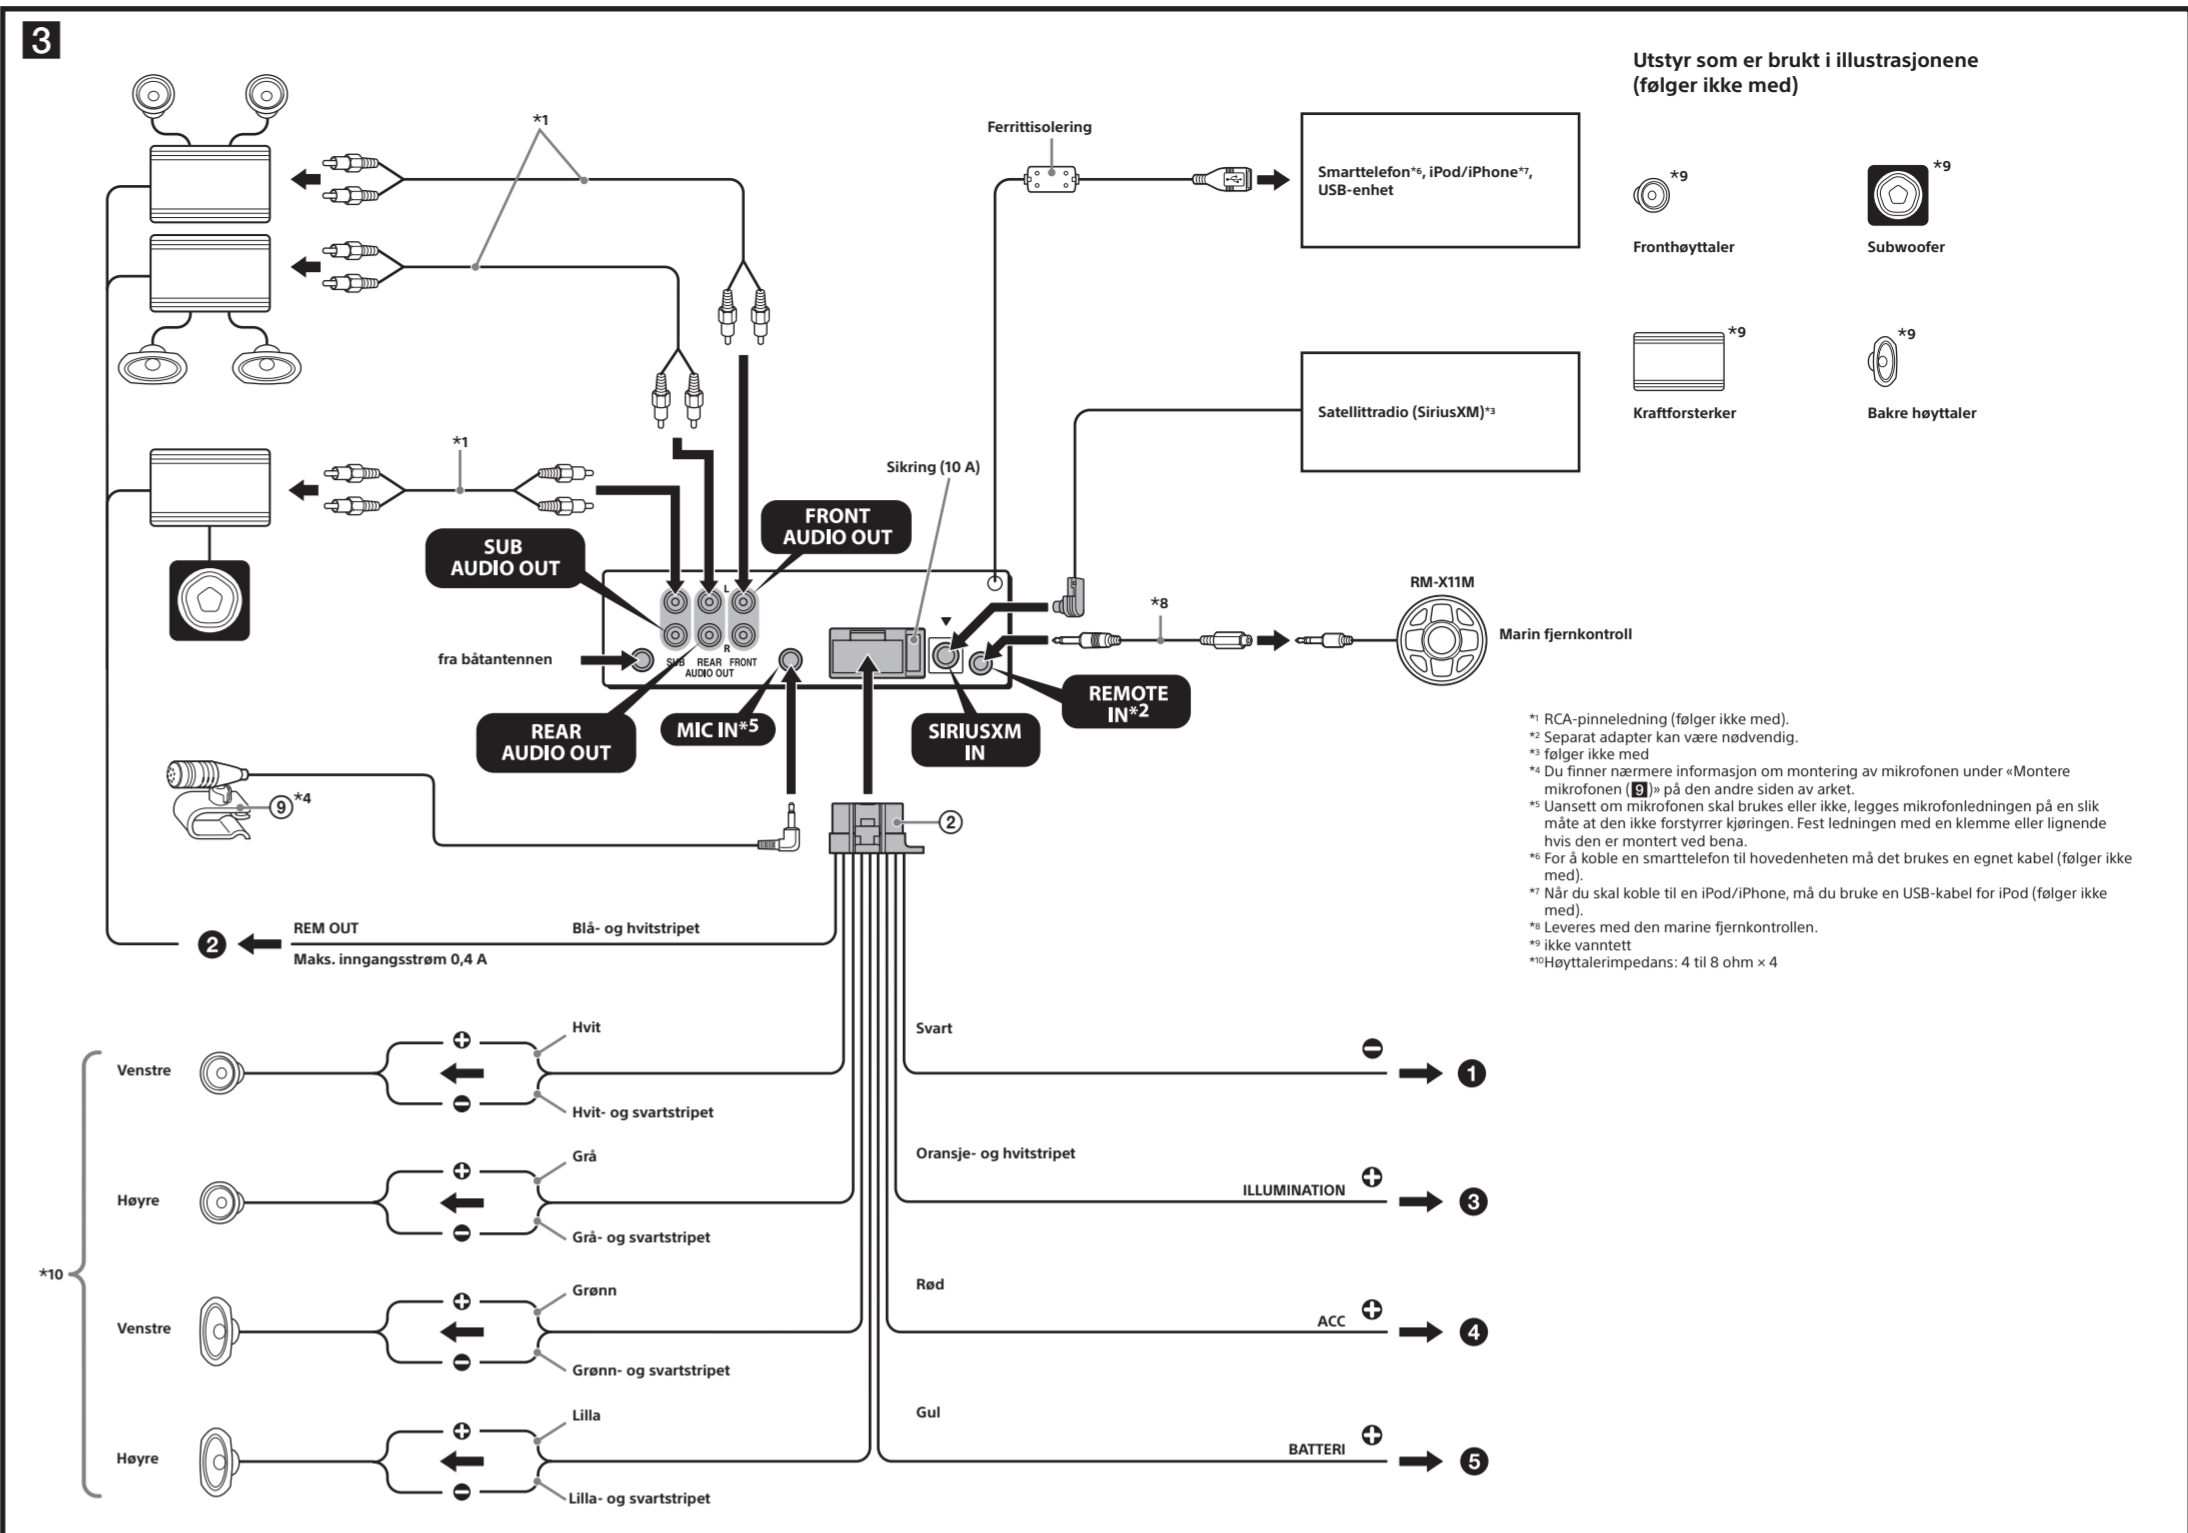 3
Utstyr som er brukt i illustrasjonene
(følger ikke med)
*1
Ferrittisolering
Smarttelefon*6, iPod/iPhone*7,
USB-enhet
*9
Fronthøyttaler
*9
Subwoofer
*9
Kraftforsterker
*9
Bakre høyttaler
Satellittradio (SiriusXM)*3
*1
Sikring (10 A)
FRONT
AUDIO OUT
SUB
AUDIO OUT
L
R
SUB REAR FRONT
AUDIO OUT
fra båtantennen
*8
RM-X11M
Marin fjernkontroll
REAR
AUDIO OUT
MIC IN*5
SIRIUSXM
IN
REMOTE
IN*2
9 *4
2
*1 RCA-pinneledning (følger ikke med).
*2 Separat adapter kan være nødvendig.
*3 følger ikke med
*4 Du finner nærmere informasjon om montering av mikrofonen under «Montere
mikrofonen (9)» på den andre siden av arket.
*5 Uansett om mikrofonen skal brukes eller ikke, legges mikrofonledningen på en slik
måte at den ikke forstyrrer kjøringen. Fest ledningen med en klemme eller lignende
hvis den er montert ved bena.
*6 For å koble en smarttelefon til hovedenheten må det brukes en egnet kabel (følger ikke
med).
*7 Når du skal koble til en iPod/iPhone, må du bruke en USB-kabel for iPod (følger ikke
med).
*8 Leveres med den marine fjernkontrollen.
*9 ikke vanntett
*10 Høyttalerimpedans: 4 til 8 ohm × 4
2
REM OUT
Blå- og hvitstripet
Maks. inngangsstrøm 0,4 A
*10
Venstre
Hvit
Hvit- og svartstripet
Høyre
Grå
Grå- og svartstripet
Venstre
Grønn
Grønn- og svartstripet
Høyre
Lilla
Lilla- og svartstripet
Svart
1
Oransje- og hvitstripet
ILLUMINATION
3
Rød
ACC
4
Gul
BATTERI
5